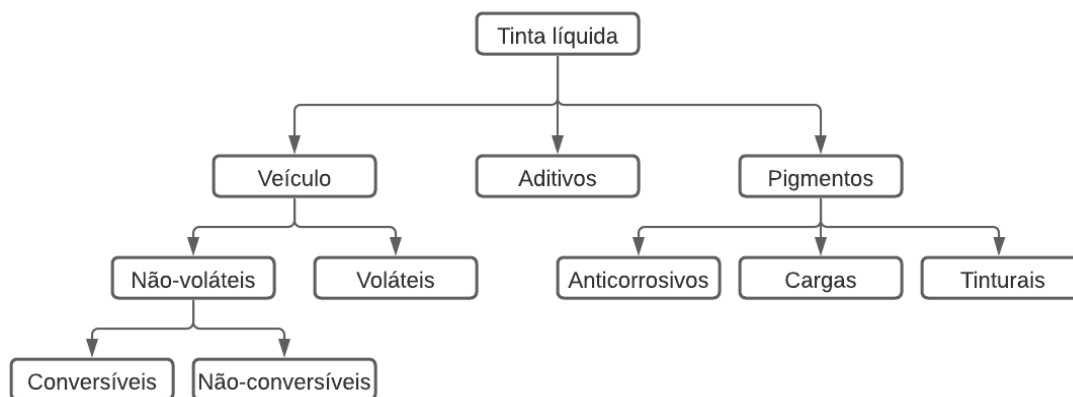 Tinta líquida
Veículo
Aditivos
Pigmentos
Não-voláteis
Voláteis
Anticorrosivos
Cargas
Tinturais
Conversíveis
Não-conversíveis